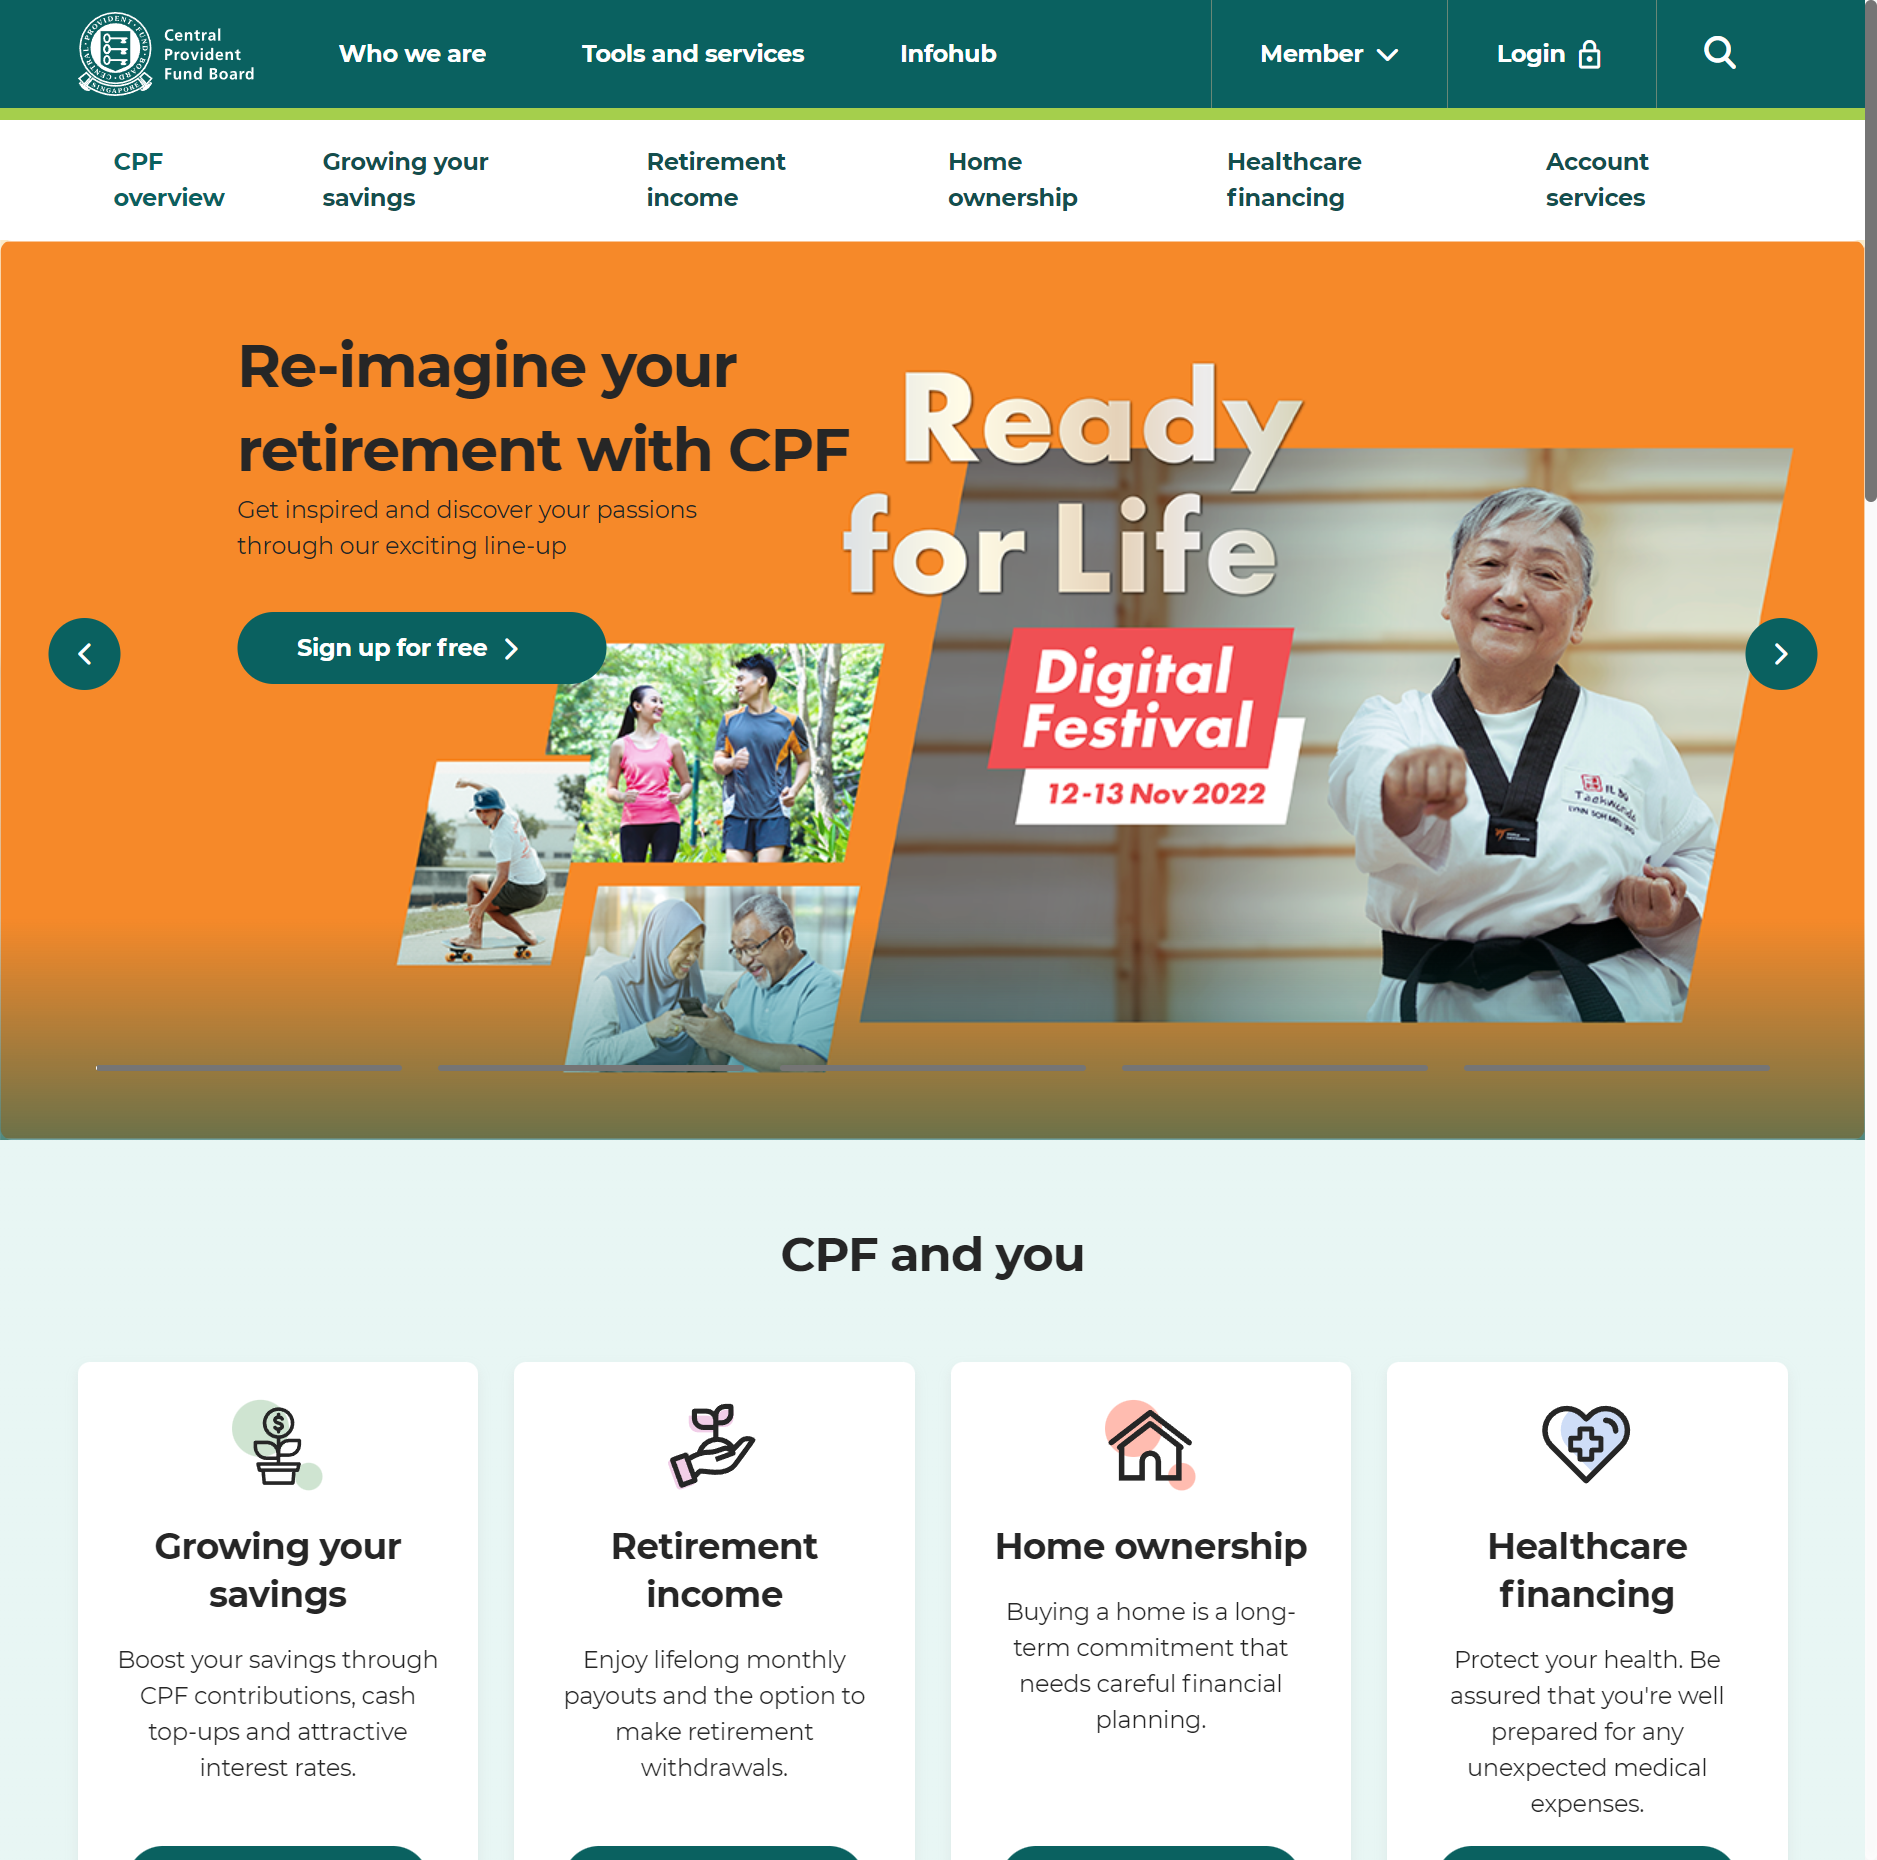 Central
Provident
Fund Board
Who we are
Tools and services
Infohub
Member
Login
CPF
overview
Growing your
savings
Retirement
income
Home
ownership
Healthcare
financing
Account
services
Re-imagine your
retirement with CPF
Get inspired and discover your passions
through our exciting line-up
Sign up for free
Ready
for Life
Digital
Festival
12-13 Nov 2022
Taekwondo
CPF and you
Growing your
savings
Boost your savings through
CPF contributions, cash
top-ups and attractive
interest rates.
Retirement
income
Enjoy lifelong monthly
payouts and the option to
make retirement
withdrawals.
Home ownership
Buying a home is a long-
term commitment that
needs careful financial
planning.
Healthcare
financing
Protect your health. Be
assured that you're well
prepared for any
unexpected medical
expenses.